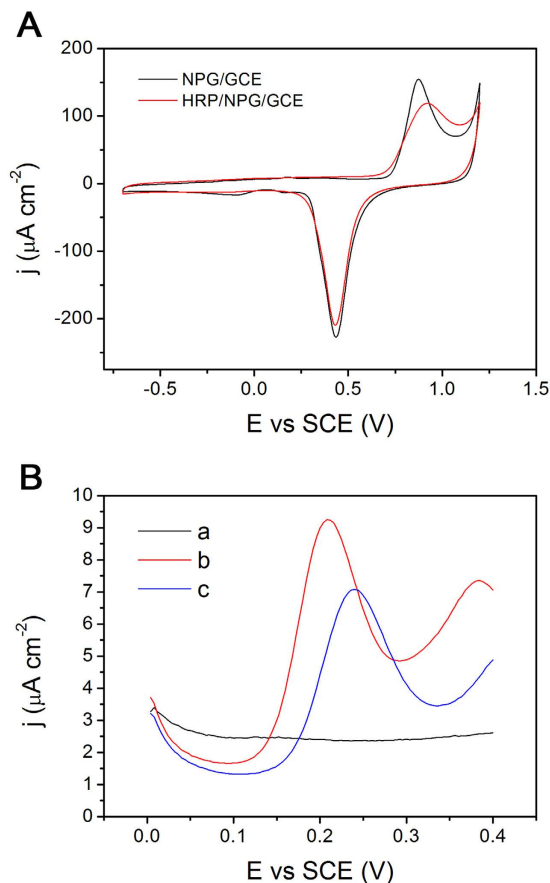 A
200
100
0
-100
-200
j (μA cm-2)
NPG/GCE
HRP/NPG/GCE
-0.5
0.0
0.5
1.0
1.5
E vs SCE (V)
B
10
9
8
7
6
5
4
3
2
1
0
j (μA cm-2)
a
b
c
0.0
0.1
0.2
0.3
0.4
E vs SCE (V)